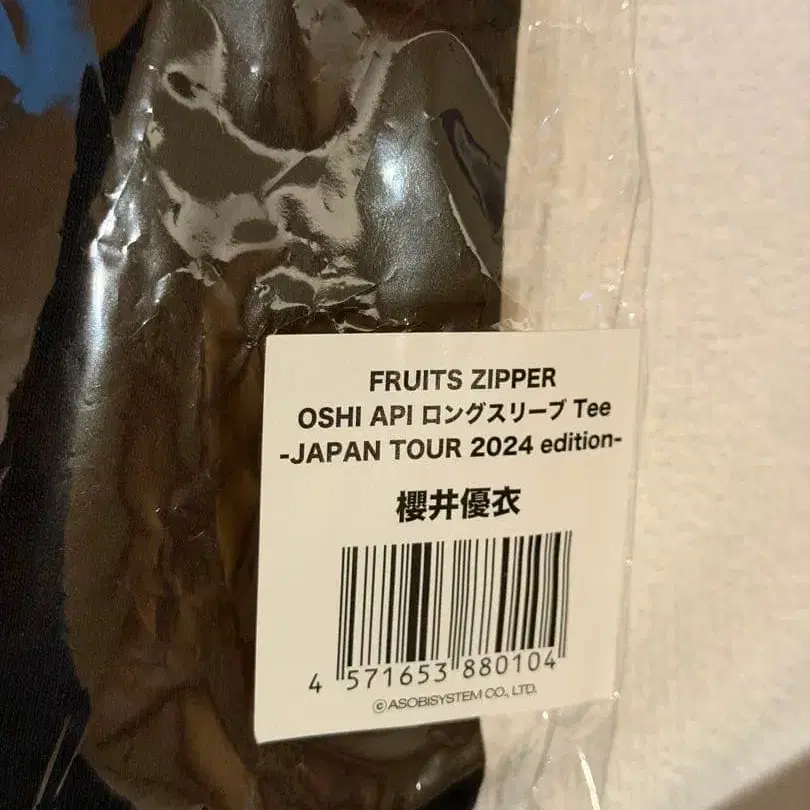 FRUITS ZIPPER
OSHI API ロングスリーブ Tee
-JAPAN TOUR 2024 edition-
櫻井優衣
4 571653 880104
©ASOBISYSTEM CO., LTD.